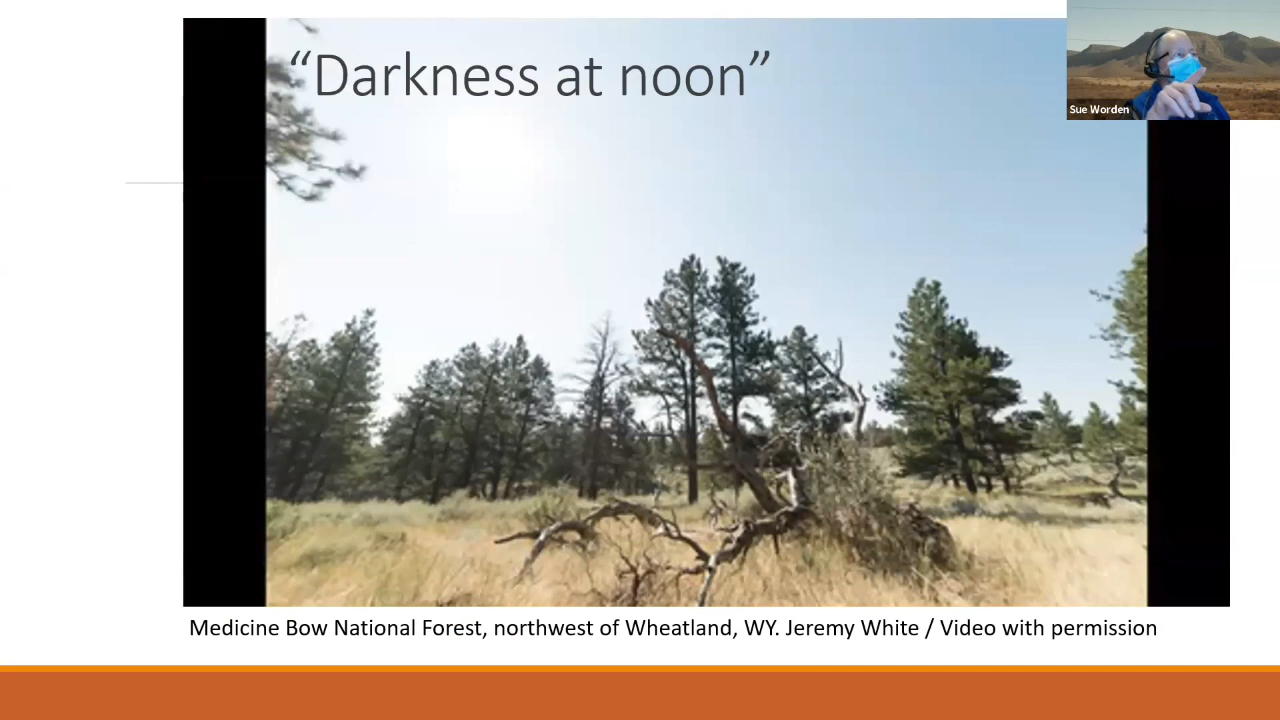 “Darkness at noon”
Sue Worden
Medicine Bow National Forest, northwest of Wheatland, WY. Jeremy White / Video with permission